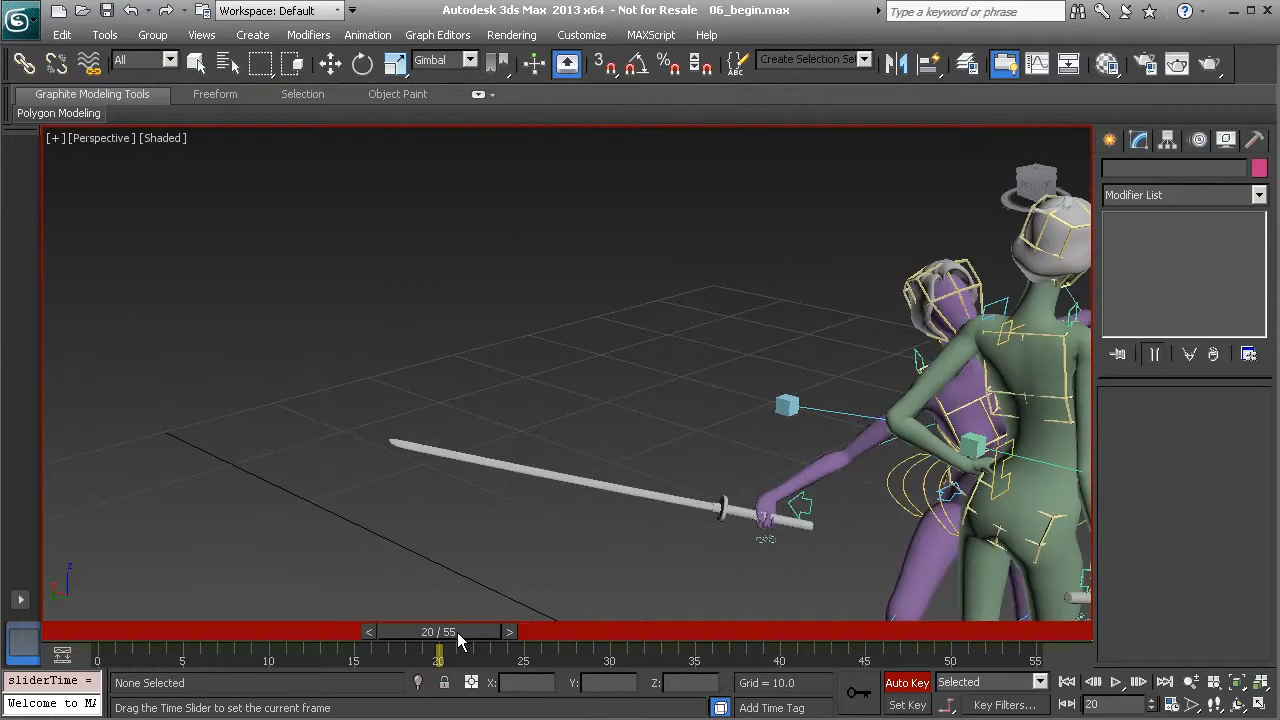 Workspace: Default
Autodesk 3ds Max 2013 x64 - Not for Resale 06_begin.max
Type a keyword or phrase
Edit Tools Group Views Create Modifiers Animation Graph Editors Rendering Customize MAXScript Help
All Gimbal 3 Create Selection Se
Graphite Modeling Tools Freeform Selection Object Paint
Polygon Modeling
[+] [Perspective ] [Shaded ]
Modifier List
z
< 20 / 55 >
0 5 10 15 20 25 30 35 40 45 50 55
sliderTime = None Selected X: Y: Z: Grid = 10.0 Auto Key Selected
Welcome to M Drag the Time Slider to set the current frame Add Time Tag Set Key Key Filters... 20